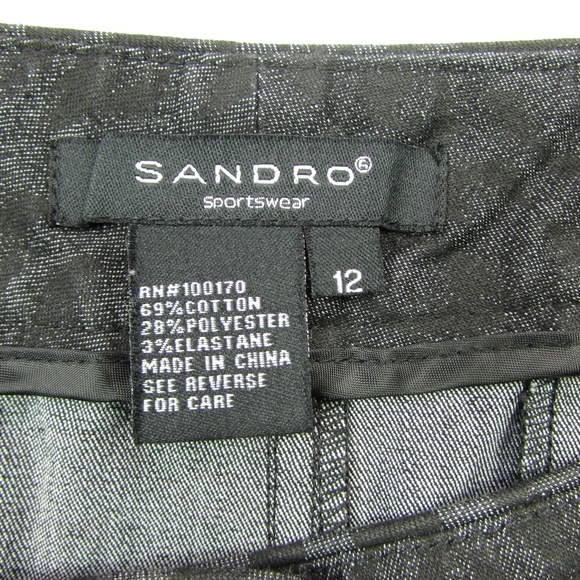 SANDRO®
Sportswear
12
RN#100170
69%COTTON
28%POLYESTER
3%ELASTANE
MADE IN CHINA
SEE REVERSE
FOR CARE